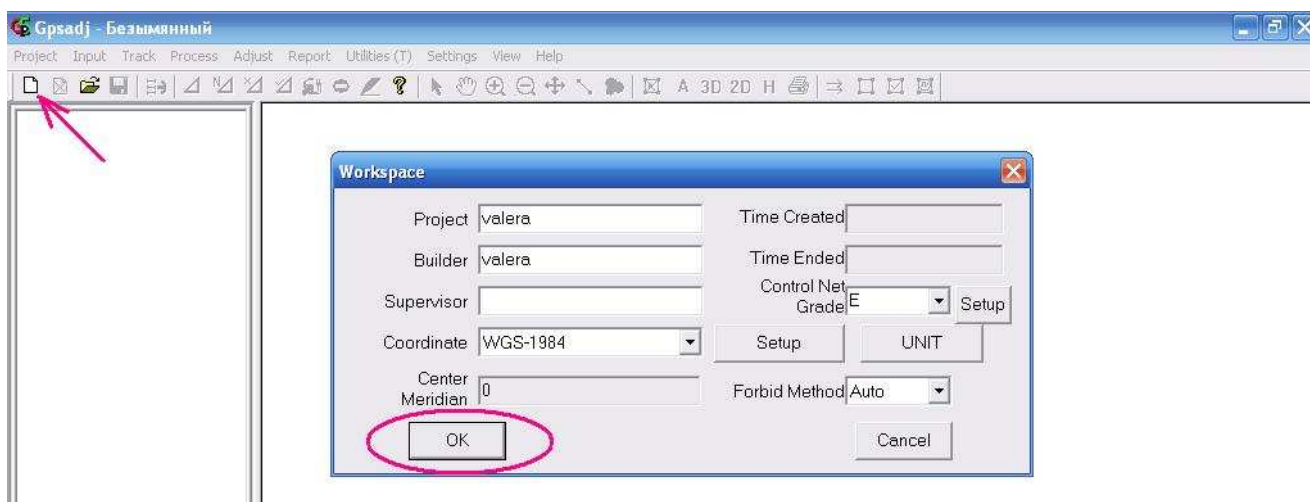 Gpsadj - Безымянный
Project Input Track Process Adjust Report Utilities (T) Settings View Help
A 3D 2D H
Workspace
Project valera Time Created
Builder valera Time Ended
Supervisor Control Net Grade E Setup
Coordinate WGS-1984 Setup UNIT
Center Meridian 0 Forbid Method Auto
OK Cancel